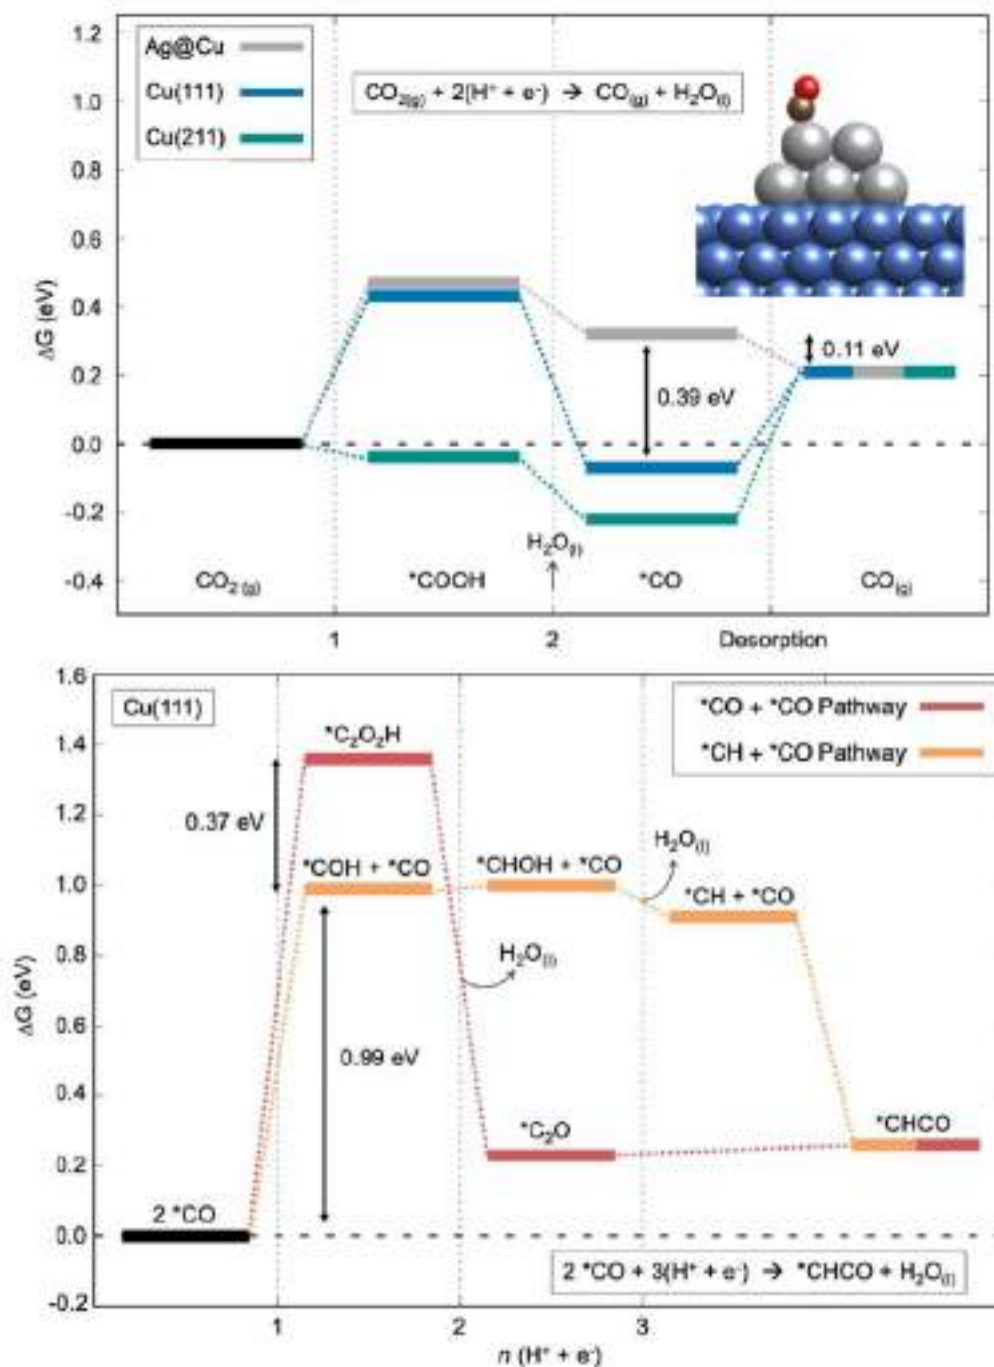 1.2
1.0
0.8
0.6
0.4
0.2
0.0
-0.2
-0.4
ΔG (eV)
Ag@Cu
Cu(111)
Cu(211)
CO₂₍g₎ + 2(H⁺ + e⁻) → CO₍g₎ + H₂O₍l₎
0.39 eV
0.11 eV
H₂O₍l₎
CO₂ ₍g₎
*COOH
*CO
CO₍g₎
1
2
Desorption
1.6
1.4
1.2
1.0
0.8
0.6
0.4
0.2
0.0
-0.2
ΔG (eV)
Cu(111)
*CO + *CO Pathway
*CH + *CO Pathway
*C₂O₂H
0.37 eV
*COH + *CO
*CHOH + *CO
H₂O₍l₎
*CH + *CO
H₂O₍l₎
0.99 eV
*C₂O
*CHCO
2 *CO
2 *CO + 3(H⁺ + e⁻) → *CHCO + H₂O₍l₎
1
2
3
n (H⁺ + e⁻)